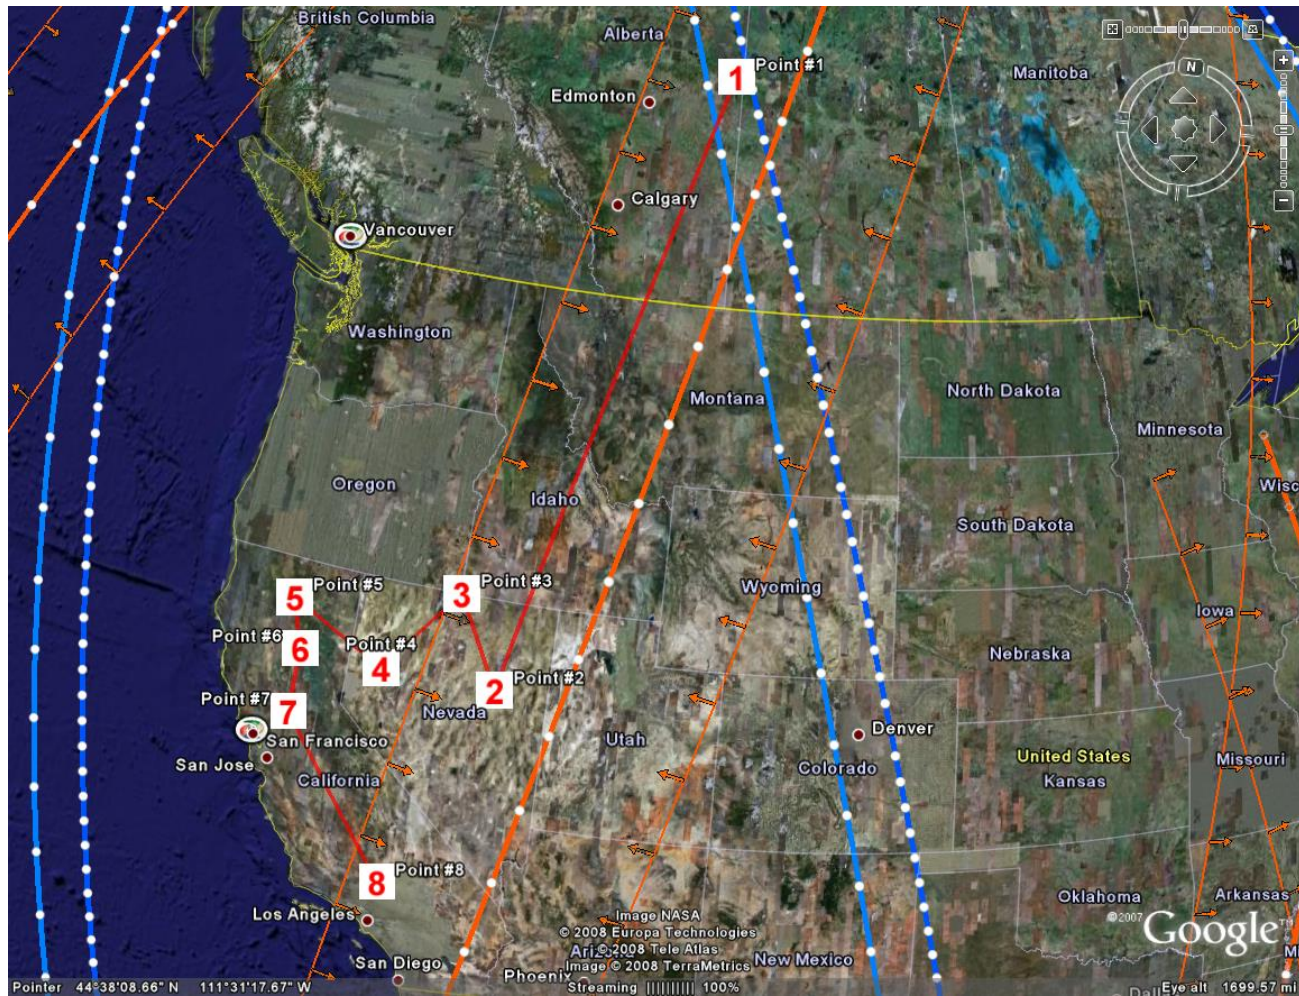 British Columbia
Alberta
1
Point #1
N
Manitoba
Edmonton
Calgary
Vancouver
Washington
Montana
North Dakota
Minnesota
Wisc
Oregon
Idaho
South Dakota
5
Point #5
3
Point #3
Wyoming
Iowa
Point #6
6
Point #4
4
Nebraska
2
Point #2
Point #7
7
Nevada
San Francisco
San Jose
California
Utah
Denver
Colorado
United States
Kansas
Missouri
8
Point #8
Los Angeles
San Diego
Oklahoma
Arkansas
Image NASA
© 2008 Europa Technologies
© 2008 Tele Atlas
Image © 2008 TerraMetrics
Arizona
Phoenix
New Mexico
©2007 Google™
Mi
Dall
Pointer 44°38'08.66" N 111°31'17.67" W
Streaming 100%
Eye alt 1699.57 mi